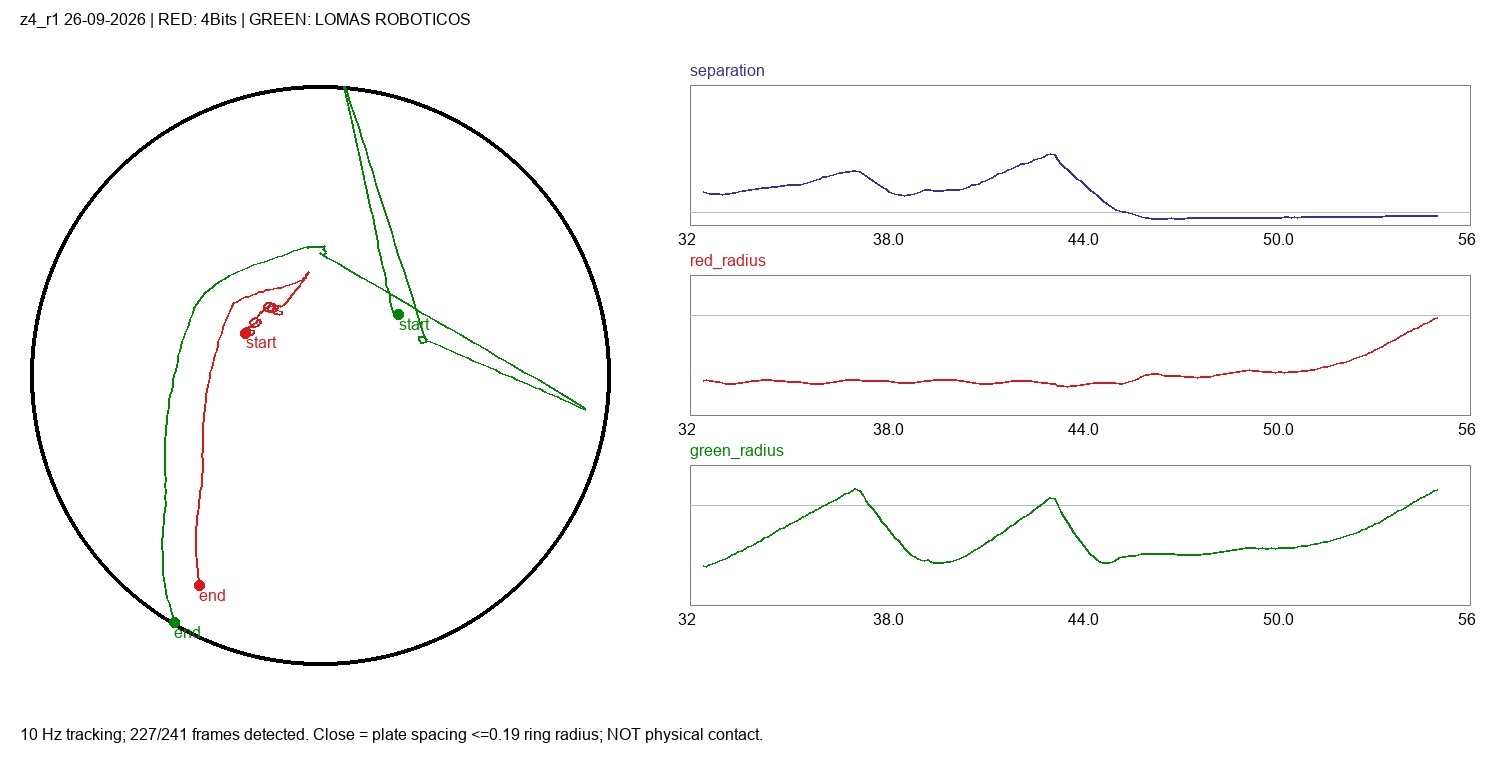 z4_r1 26-09-2026 | RED: 4Bits | GREEN: LOMAS ROBOTICOS
start
start
end
end
separation
32 38.0 44.0 50.0 56
red_radius
32 38.0 44.0 50.0 56
green_radius
32 38.0 44.0 50.0 56
10 Hz tracking; 227/241 frames detected. Close = plate spacing <=0.19 ring radius; NOT physical contact.